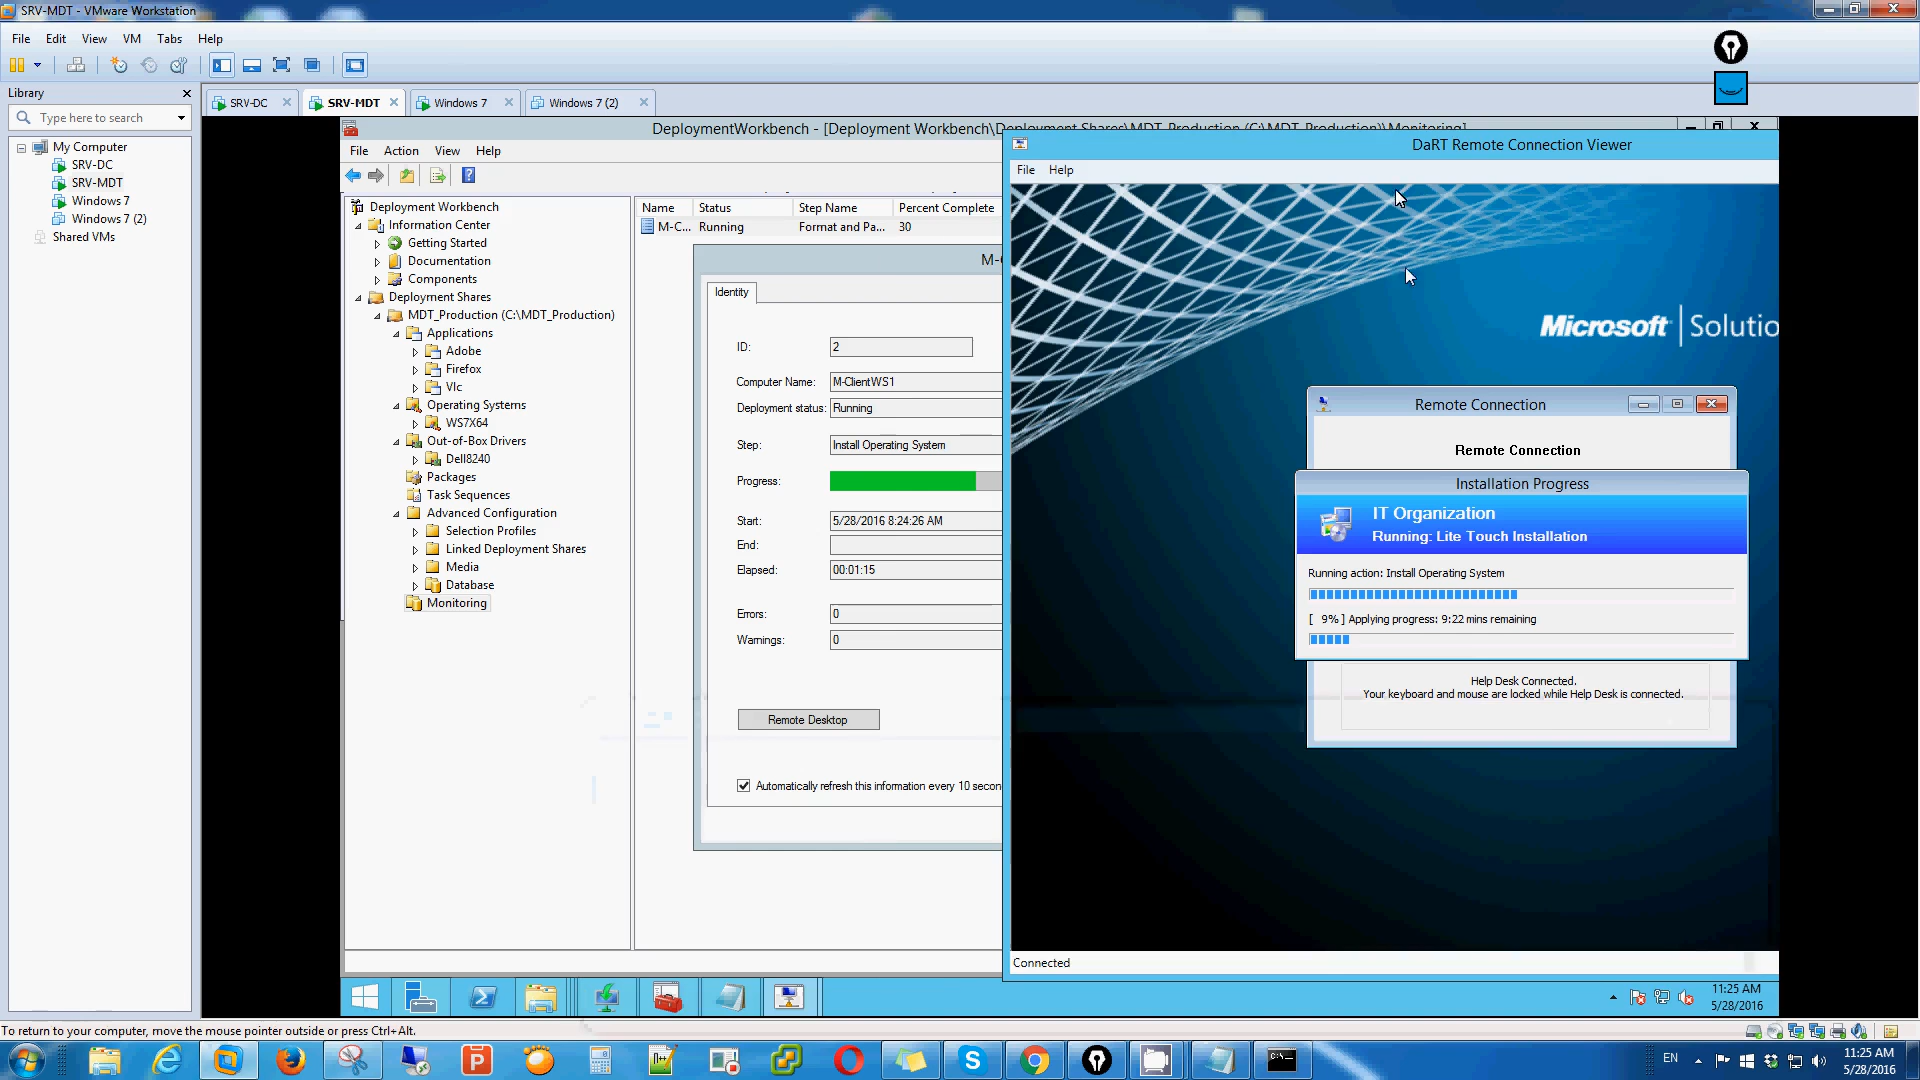 SRV-MDT - VMware Workstation
File Edit View VM Tabs Help
Library
Type here to search
My Computer
SRV-DC
SRV-MDT
Windows 7
Windows 7 (2)
Shared VMs
SRV-DC
SRV-MDT
Windows 7
Windows 7 (2)
DeploymentWorkbench - [Deployment Workbench\Deployment Shares\MDT_Production (C:\MDT_Production)\Monitoring]
File Action View Help
Deployment Workbench
Information Center
Getting Started
Documentation
Components
Deployment Shares
MDT_Production (C:\MDT_Production)
Applications
Adobe
Firefox
Vlc
Operating Systems
WS7X64
Out-of-Box Drivers
Dell8240
Packages
Task Sequences
Advanced Configuration
Selection Profiles
Linked Deployment Shares
Media
Database
Monitoring
Name Status Step Name Percent Complete
M-C... Running Format and Pa... 30
Identity
ID: 2
Computer Name: M-ClientWS1
Deployment status: Running
Step: Install Operating System
Progress:
Start: 5/28/2016 8:24:26 AM
End:
Elapsed: 00:01:15
Errors: 0
Warnings: 0
Remote Desktop
Automatically refresh this information every 10 secon
DaRT Remote Connection Viewer
File Help
Microsoft Solutio
Remote Connection
Remote Connection
Installation Progress
IT Organization
Running: Lite Touch Installation
Running action: Install Operating System
[ 9% ] Applying progress: 9:22 mins remaining
Help Desk Connected.
Your keyboard and mouse are locked while Help Desk is connected.
Connected
11:25 AM
5/28/2016
To return to your computer, move the mouse pointer outside or press Ctrl+Alt.
EN
11:25 AM
5/28/2016